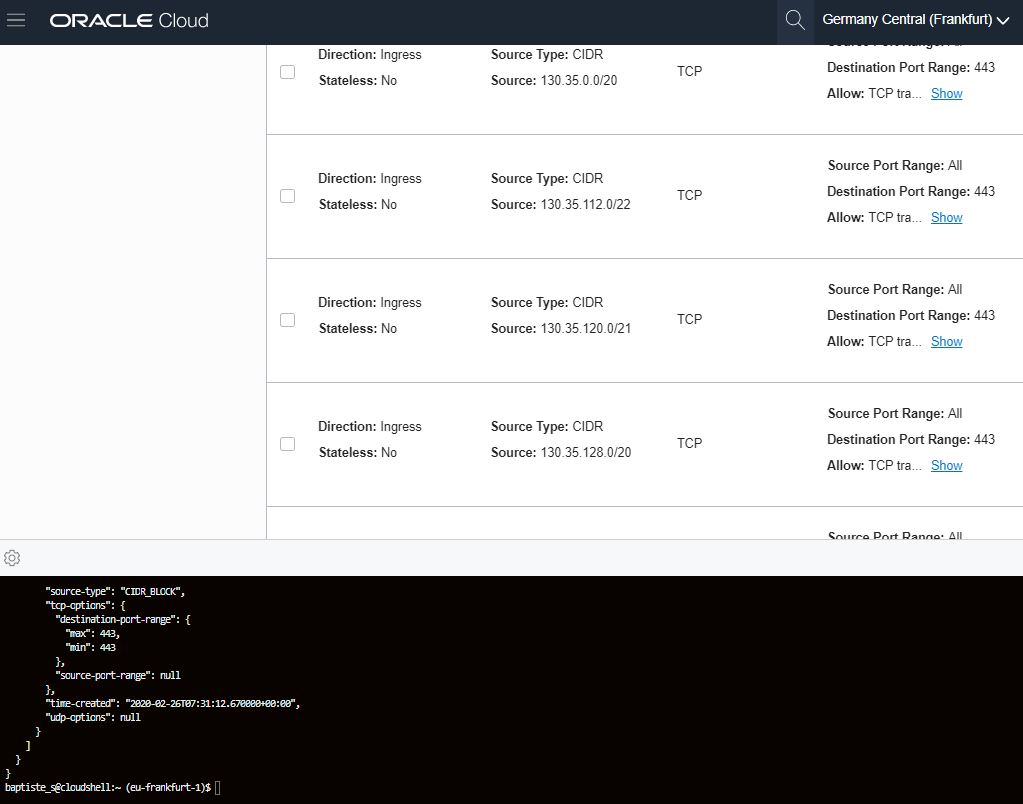 ORACLE Cloud
Germany Central (Frankfurt)
Source Port Range: All
Direction: Ingress
Source Type: CIDR
TCP
Destination Port Range: 443
Stateless: No
Source: 130.35.0.0/20
Allow: TCP tra... Show
Source Port Range: All
Direction: Ingress
Source Type: CIDR
TCP
Destination Port Range: 443
Stateless: No
Source: 130.35.112.0/22
Allow: TCP tra... Show
Source Port Range: All
Direction: Ingress
Source Type: CIDR
TCP
Destination Port Range: 443
Stateless: No
Source: 130.35.120.0/21
Allow: TCP tra... Show
Source Port Range: All
Direction: Ingress
Source Type: CIDR
TCP
Destination Port Range: 443
Stateless: No
Source: 130.35.128.0/20
Allow: TCP tra... Show
Source Port Range: All
"source-type": "CIDR_BLOCK",
"tcp-options": {
"destination-port-range": {
"max": 443,
"min": 443
},
"source-port-range": null
},
"time-created": "2020-02-26T07:31:12.670000+00:00",
"udp-options": null
}
]
}
}
baptiste_s@cloudshell:~ (eu-frankfurt-1)$